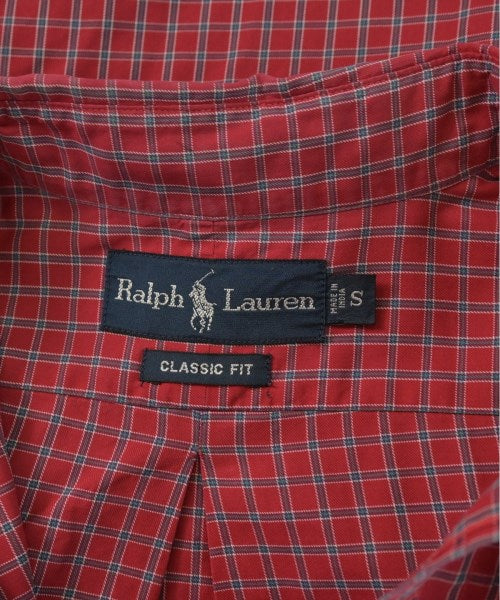 Ralph Lauren
MADE IN
INDIA
S
CLASSIC FIT